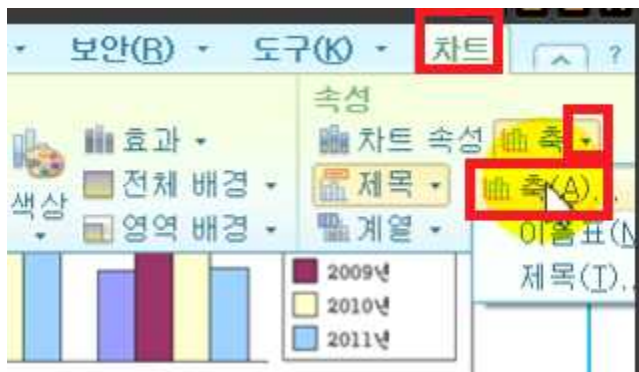 보안(R) 도구(K) 차트 ?
속성
효과 차트 속성 축
색상 전체 배경 제목 축(A)...
영역 배경 계열 이름표(N
제목(T)...
2009년
2010년
2011년